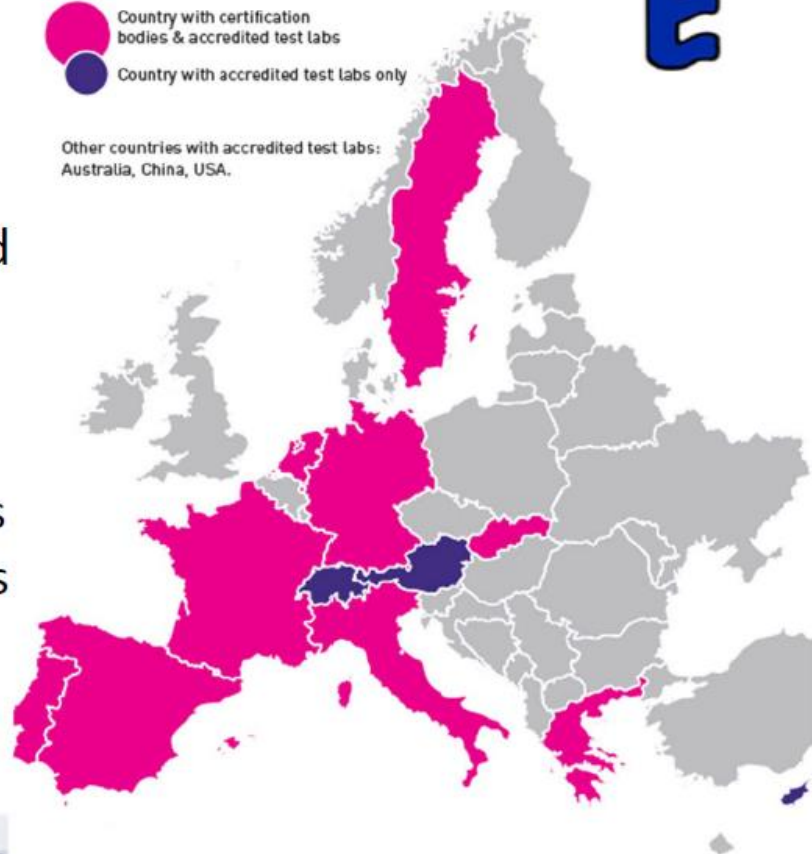 Country with certification
bodies & accredited test labs
Country with accredited test labs only
Other countries with accredited test labs:
Australia, China, USA.
E
d
s
s